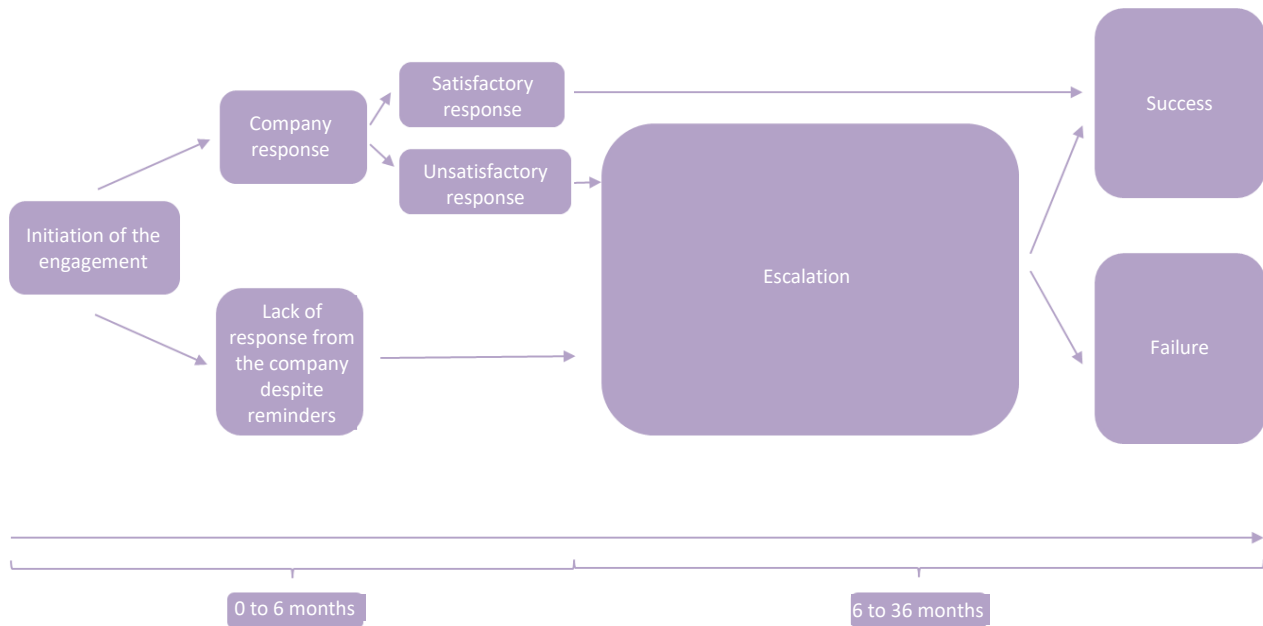 Initiation of the
engagement
Company
response
Lack of
response from
the company
despite
reminders
Satisfactory
response
Unsatisfactory
response
Escalation
Success
Failure
0 to 6 months
6 to 36 months